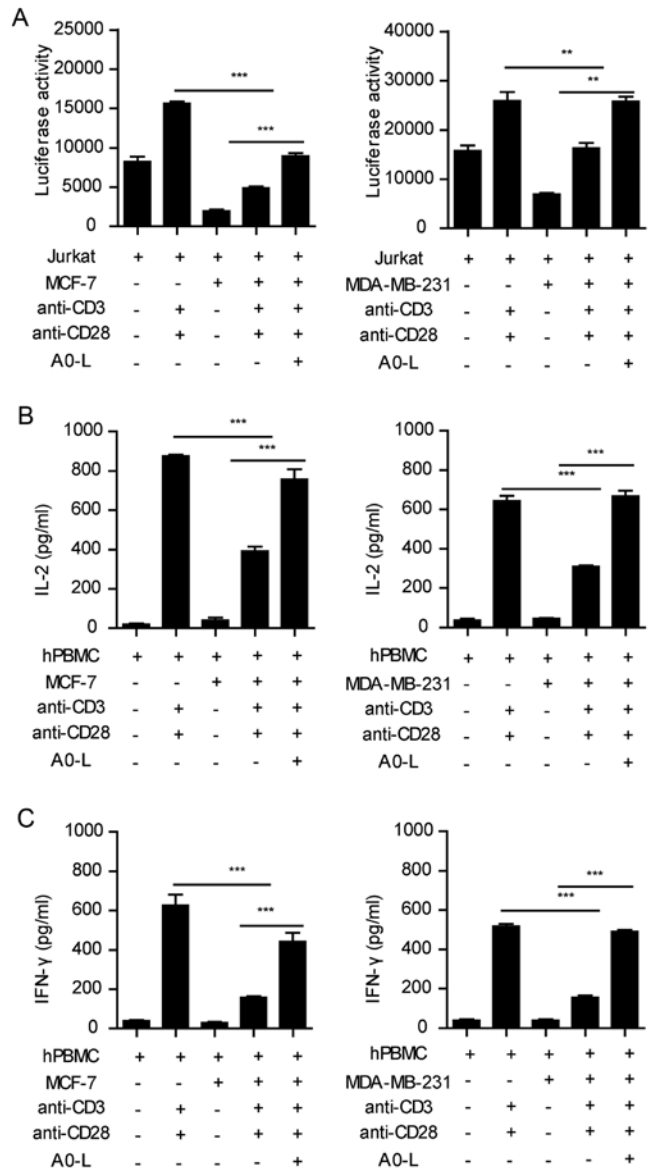 A
Luciferase activity
25000
20000
15000
10000
5000
0
***
***
Jurkat + + + + +
MCF-7 - - + + +
anti-CD3 - + - + +
anti-CD28 - + - + +
A0-L - - - - +
Luciferase activity
40000
30000
20000
10000
0
**
**
Jurkat + + + + +
MDA-MB-231 - - + + +
anti-CD3 - + - + +
anti-CD28 - + - + +
A0-L - - - - +
B
IL-2 (pg/ml)
1000
800
600
400
200
0
***
***
hPBMC + + + + +
MCF-7 - - + + +
anti-CD3 - + - + +
anti-CD28 - + - + +
A0-L - - - - +
IL-2 (pg/ml)
1000
800
600
400
200
0
***
***
hPBMC + + + + +
MDA-MB-231 - - + + +
anti-CD3 - + - + +
anti-CD28 - + - + +
A0-L - - - - +
C
IFN-γ (pg/ml)
1000
800
600
400
200
0
***
***
hPBMC + + + + +
MCF-7 - - + + +
anti-CD3 - + - + +
anti-CD28 - + - + +
A0-L - - - - +
IFN-γ (pg/ml)
1000
800
600
400
200
0
***
***
hPBMC + + + + +
MDA-MB-231 - - + + +
anti-CD3 - + - + +
anti-CD28 - + - + +
A0-L - - - - +